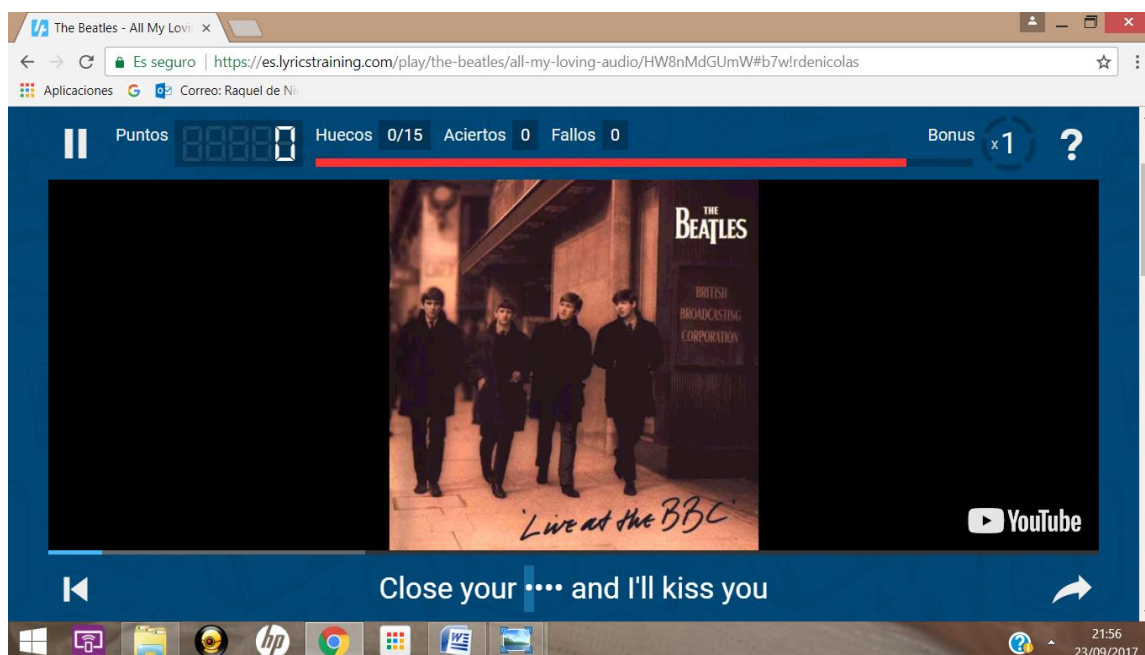 The Beatles - All My Lovi
Es seguro | https://es.lyricstraining.com/play/the-beatles/all-my-loving-audio/HW8nMdGUmW#b7w!rdenicolas
Aplicaciones Correo: Raquel de Ni
Puntos 0 Huecos 0/15 Aciertos 0 Fallos 0 Bonus x1 ?
THE
BEATLES
BRITISH
BROADCASTING
CORPORATION
'Live at the BBC'
YouTube
Close your •••• and I'll kiss you
hp
21:56
23/09/2017